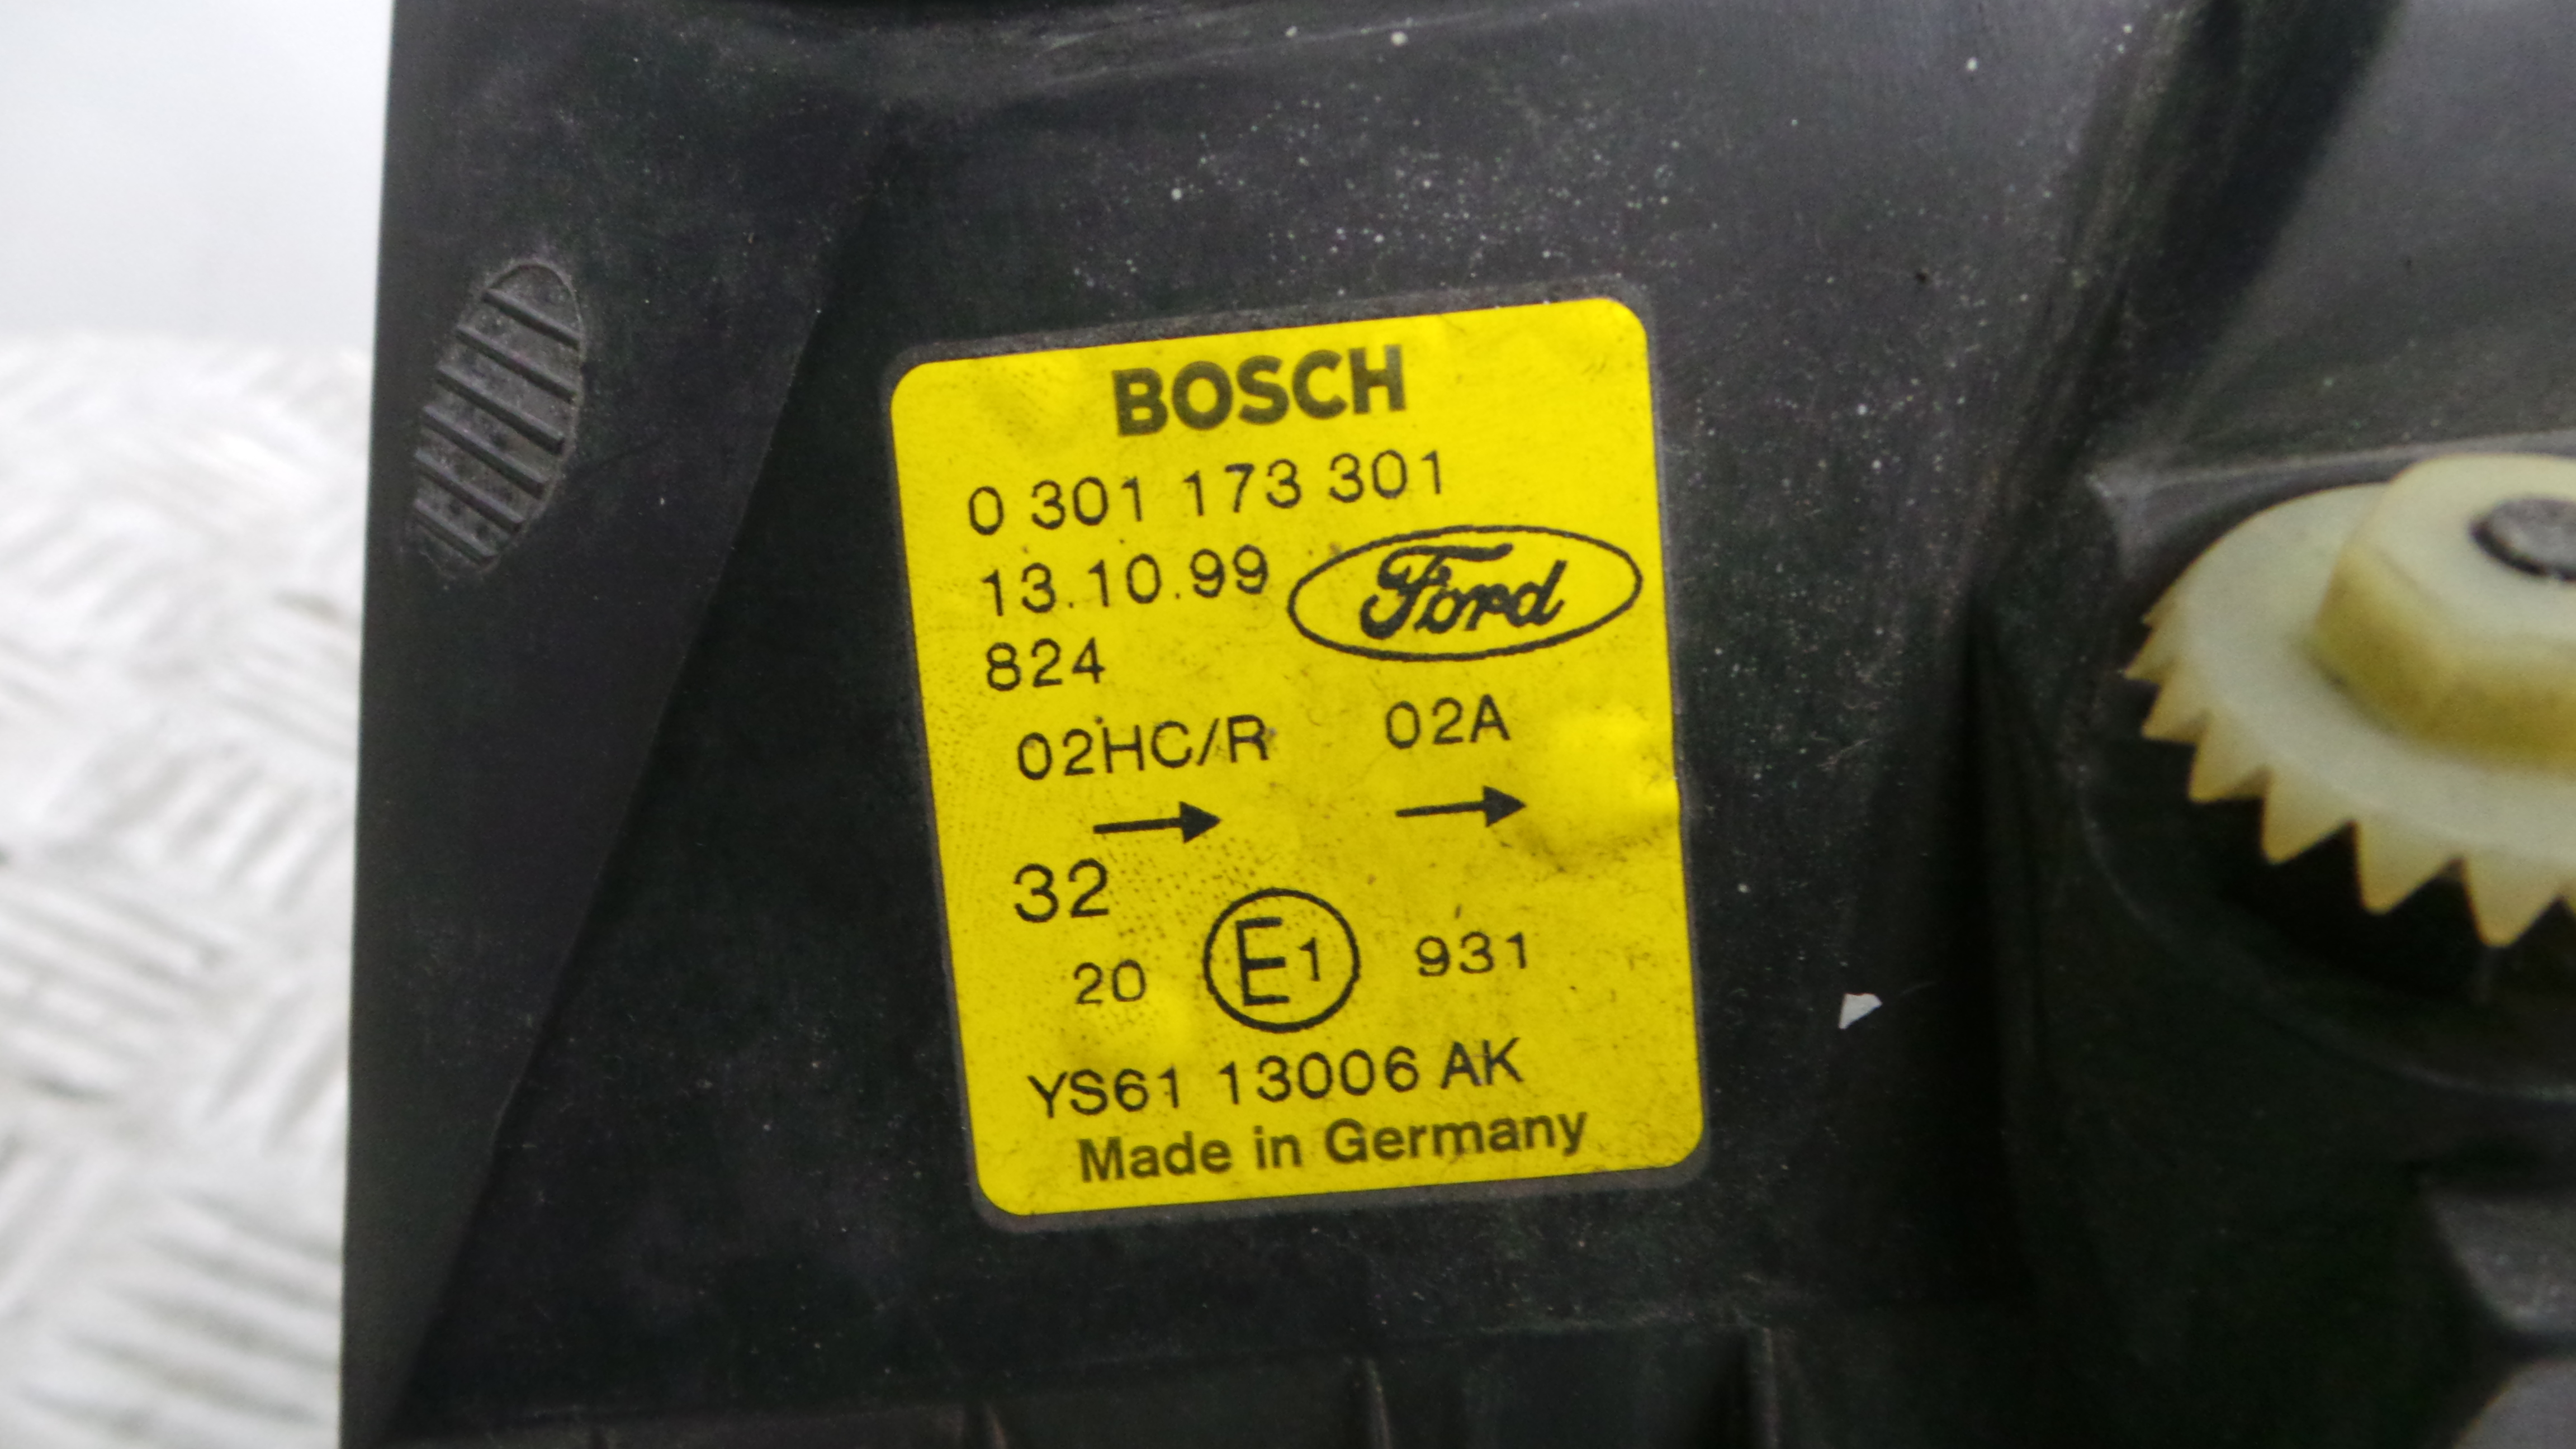 BOSCH
0 301 173 301
13.10.99 Ford
824
02HC/R 02A
→ →
32
20 E1 931
YS61 13006 AK
Made in Germany